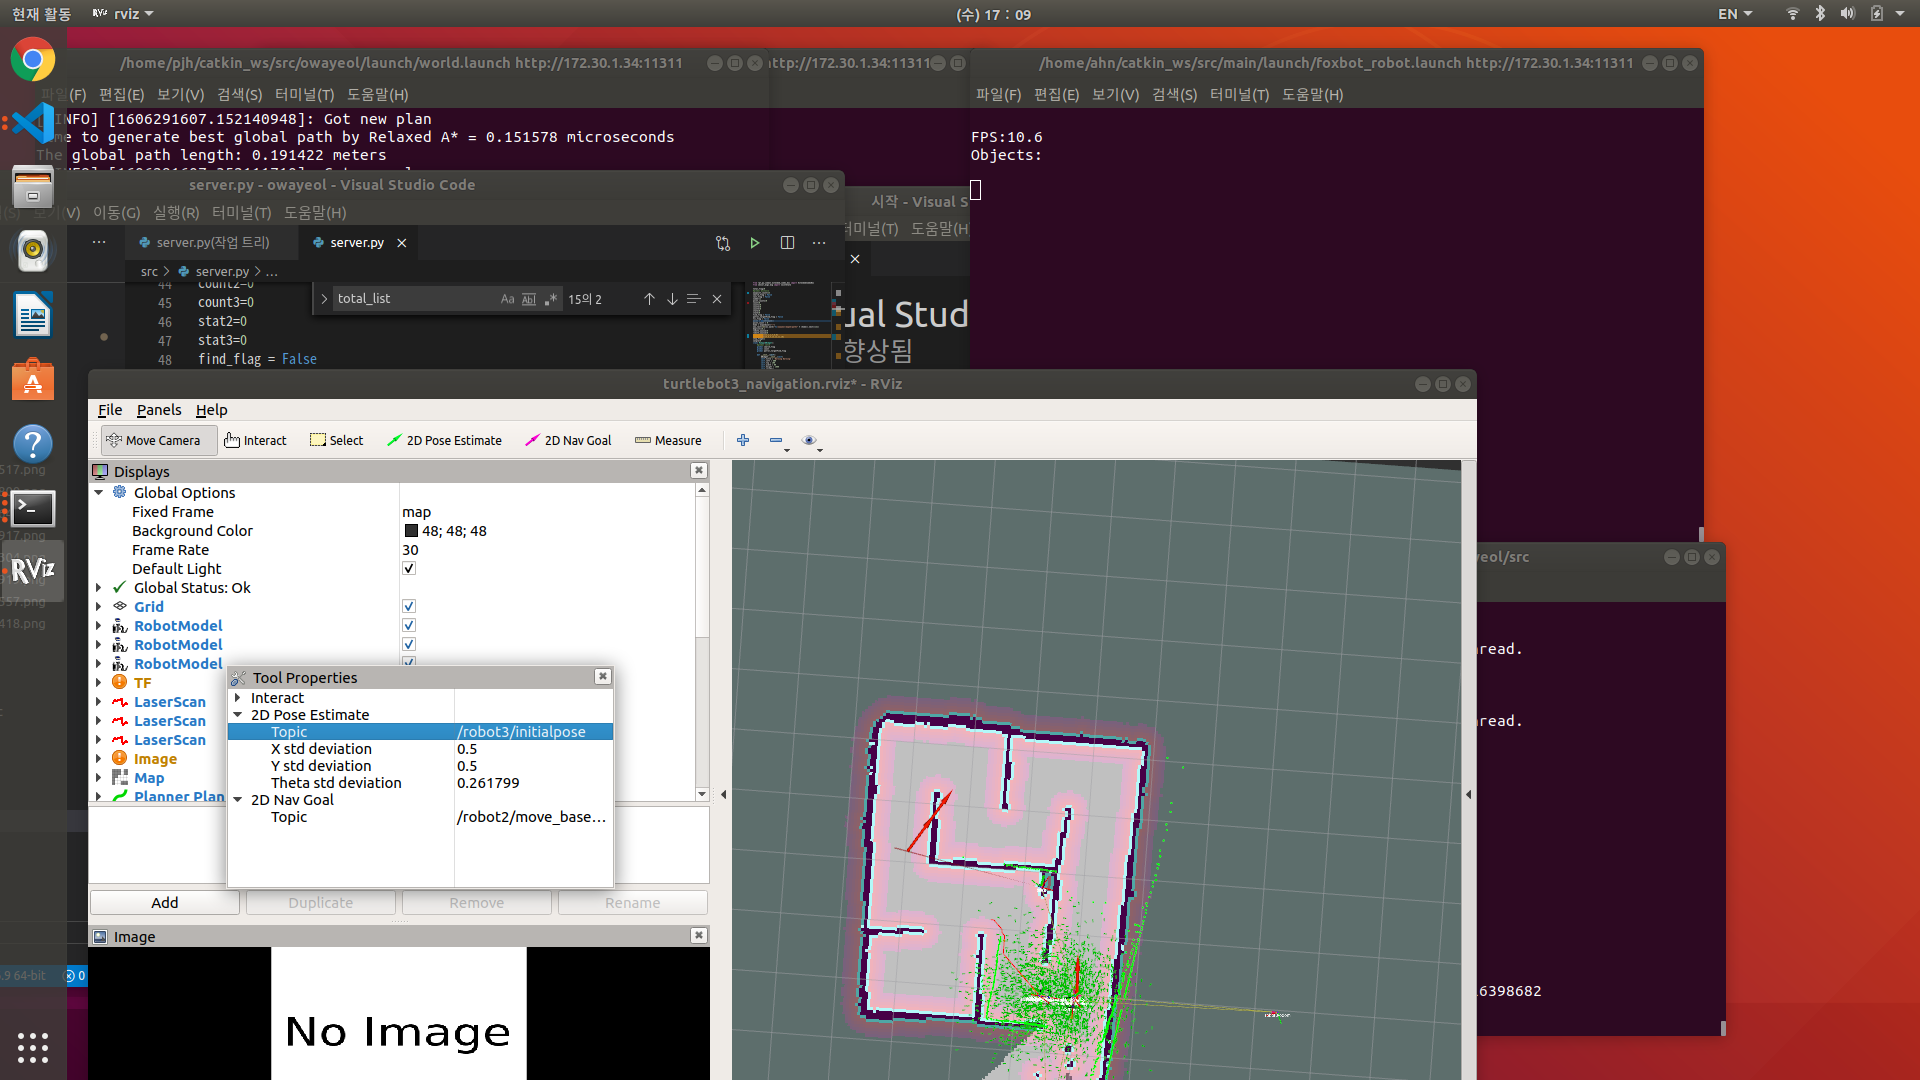 현재 활동
rviz
(수) 17 : 09
EN
/home/pjh/catkin_ws/src/owayeol/launch/world.launch http://172.30.1.34:11311
http://172.30.1.34:11311
/home/ahn/catkin_ws/src/main/launch/foxbot_robot.launch http://172.30.1.34:11311
파일(F) 편집(E) 보기(V) 검색(S) 터미널(T) 도움말(H)
파일(F) 편집(E) 보기(V) 검색(S) 터미널(T) 도움말(H)
NFO] [1606291607.152140948]: Got new plan
me to generate best global path by Relaxed A* = 0.151578 microseconds
The global path length: 0.191422 meters
FPS:10.6
Objects:
server.py - owayeol - Visual Studio Code
보기(V) 이동(G) 실행(R) 터미널(T) 도움말(H)
시작 - Visual S
터미널(T) 도움말(H
server.py(작업 트리)
server.py
src > server.py > ...
total_list
15의 2
44 count2=0
45 count3=0
46 stat2=0
47 stat3=0
48 find_flag = False
ual Stud
향상됨
turtlebot3_navigation.rviz* - RViz
File Panels Help
Move Camera Interact Select 2D Pose Estimate 2D Nav Goal Measure
Displays
Global Options
Fixed Frame map
Background Color 48; 48; 48
Frame Rate 30
Default Light
Global Status: Ok
Grid
RobotModel
RobotModel
RobotModel
TF
LaserScan
LaserScan
LaserScan
Image
Map
Planner Plan
Tool Properties
Interact
2D Pose Estimate
Topic /robot3/initialpose
X std deviation 0.5
Y std deviation 0.5
Theta std deviation 0.261799
2D Nav Goal
Topic /robot2/move_base...
Add Duplicate Remove Rename
Image
No Image
RViz
517.png
917.png
557.png
418.png
.9 64-bit
0
eol/src
read.
read.
6398682